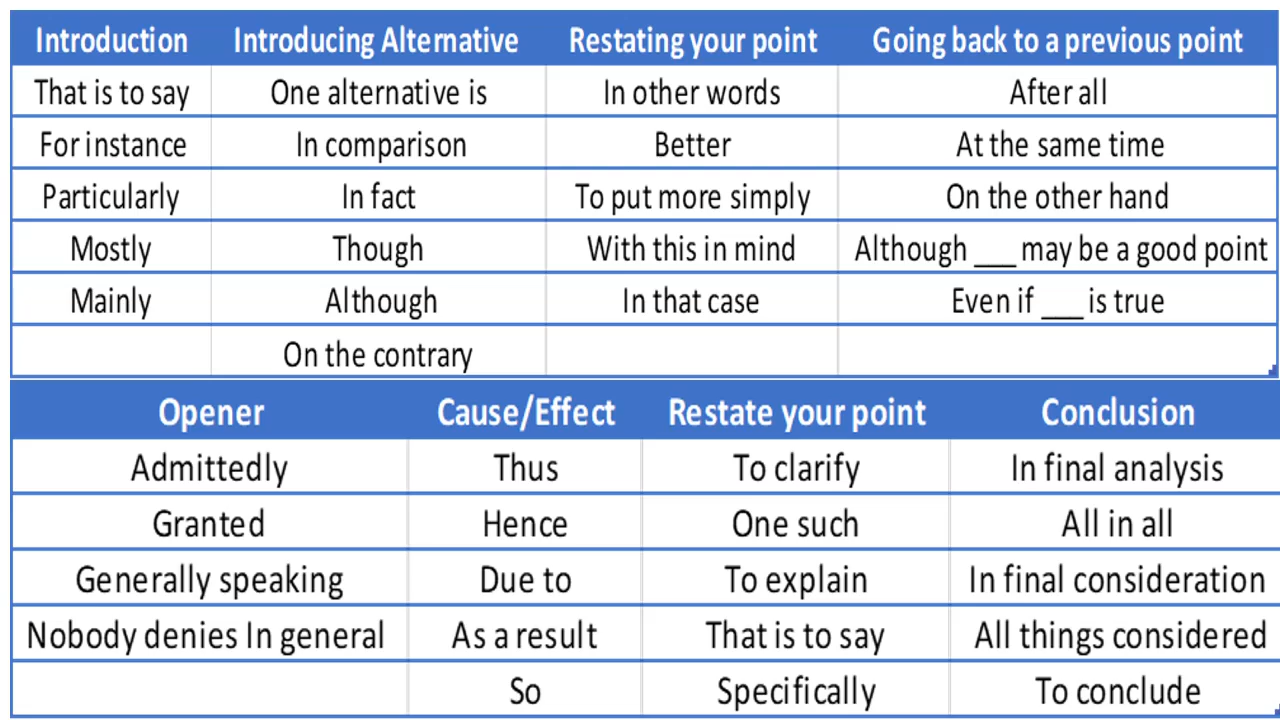 Introduction Introducing Alternative Restating your point Going back to a previous point
That is to say One alternative is In other words After all
For instance In comparison Better At the same time
Particularly In fact To put more simply On the other hand
Mostly Though With this in mind Although ___ may be a good point
Mainly Although In that case Even if ___ is true
On the contrary
Opener Cause/Effect Restate your point Conclusion
Admittedly Thus To clarify In final analysis
Granted Hence One such All in all
Generally speaking Due to To explain In final consideration
Nobody denies In general As a result That is to say All things considered
So Specifically To conclude